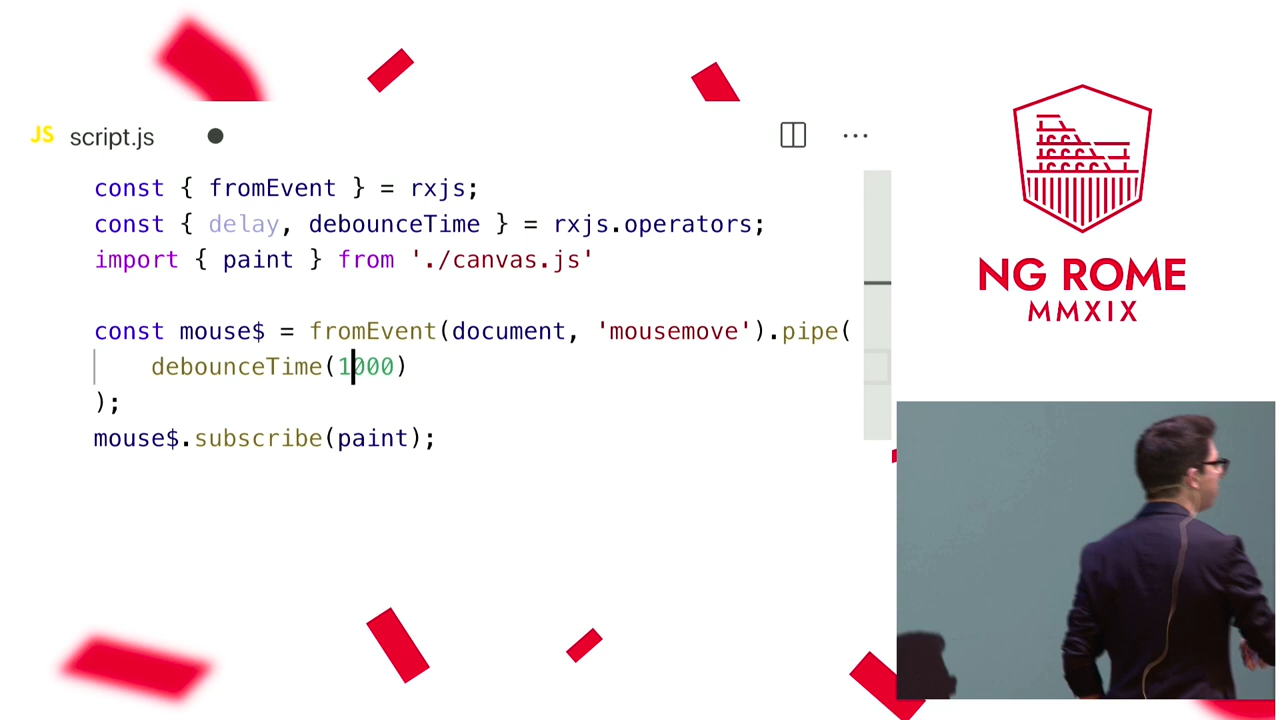 JS script.js
const { fromEvent } = rxjs;
const { delay, debounceTime } = rxjs.operators;
import { paint } from './canvas.js'
const mouse$ = fromEvent(document, 'mousemove').pipe(
debounceTime(1000)
);
mouse$.subscribe(paint);
NG ROME
MMXIX